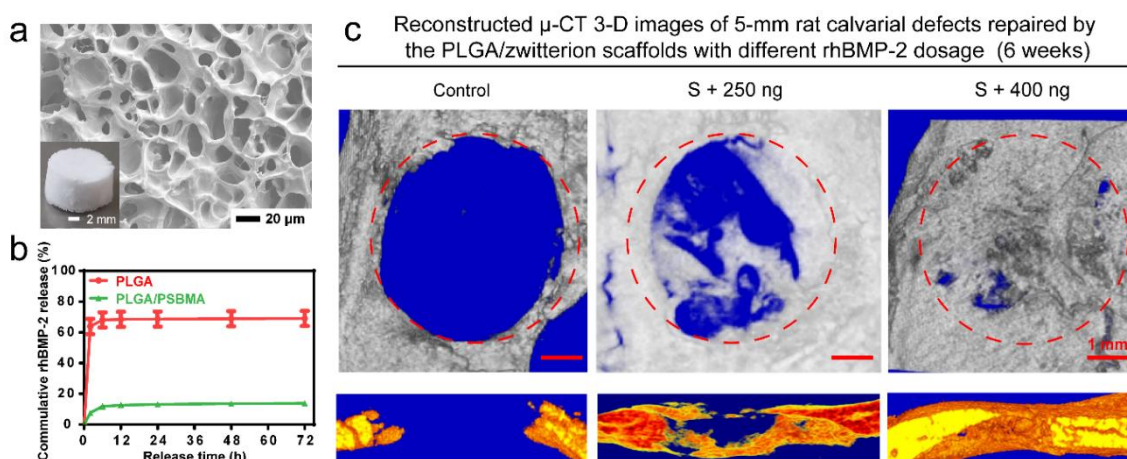 a
2 mm
20 µm
b
Commulative rhBMP-2 release (%)
100
80
60
40
20
0
PLGA
PLGA/PSBMA
0 12 24 36 48 60 72
Release time (h)
c
Reconstructed µ-CT 3-D images of 5-mm rat calvarial defects repaired by
the PLGA/zwitterion scaffolds with different rhBMP-2 dosage (6 weeks)
Control
S + 250 ng
S + 400 ng
1 mm